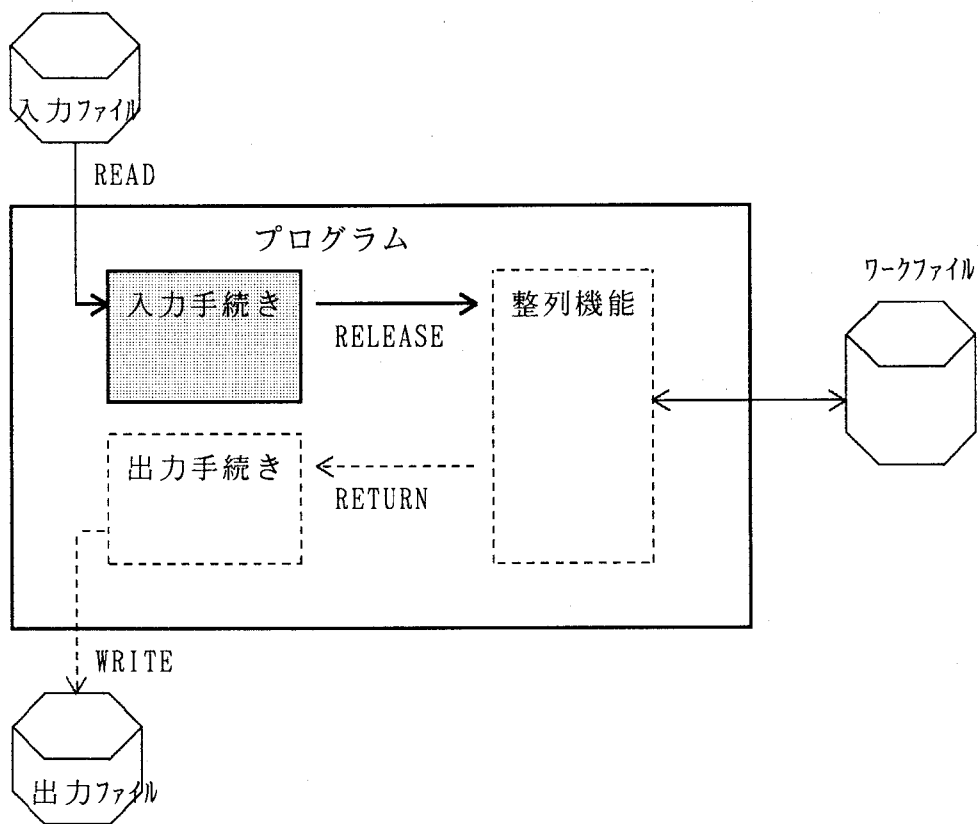 入力ファイル
READ
プログラム
ワークファイル
入力手続き
整列機能
RELEASE
出力手続き
RETURN
WRITE
出力ファイル